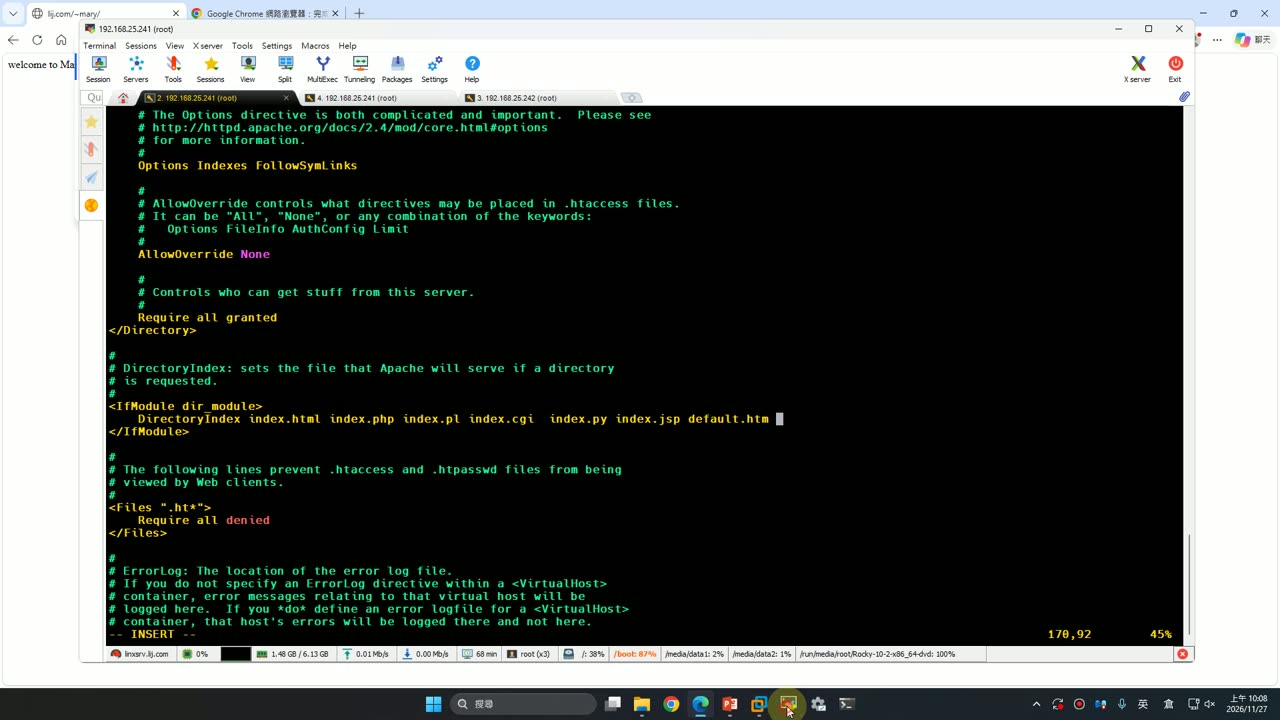 lij.com/~mary/
Google Chrome 網路瀏覽器：完
192.168.25.241 (root)
Terminal Sessions View X server Tools Settings Macros Help
Session Servers Tools Sessions View Split MultiExec Tunneling Packages Settings Help X server Exit
聊天
welcome to Ma
Qu
2. 192.168.25.241 (root)
4. 192.168.25.241 (root)
3. 192.168.25.242 (root)
# The Options directive is both complicated and important.  Please see
# http://httpd.apache.org/docs/2.4/mod/core.html#options
# for more information.
#
Options Indexes FollowSymLinks
#
# AllowOverride controls what directives may be placed in .htaccess files.
# It can be "All", "None", or any combination of the keywords:
#   Options FileInfo AuthConfig Limit
#
AllowOverride None
#
# Controls who can get stuff from this server.
#
Require all granted
</Directory>
#
# DirectoryIndex: sets the file that Apache will serve if a directory
# is requested.
#
<IfModule dir_module>
DirectoryIndex index.html index.php index.pl index.cgi  index.py index.jsp default.htm
</IfModule>
#
# The following lines prevent .htaccess and .htpasswd files from being
# viewed by Web clients.
#
<Files ".ht*">
Require all denied
</Files>
#
# ErrorLog: The location of the error log file.
# If you do not specify an ErrorLog directive within a <VirtualHost>
# container, error messages relating to that virtual host will be
# logged here.  If you *do* define an error logfile for a <VirtualHost>
# container, that host's errors will be logged there and not here.
-- INSERT -- 170,92 45%
linxsrv.lij.com 0% 1.48 GB / 6.13 GB 0.01 Mb/s 0.00 Mb/s 68 min root (x3) /: 38% /boot: 87% /media/data1: 2% /media/data2: 1% /run/media/root/Rocky-10-2-x86_64-dvd: 100%
搜尋
英
上午 10:08
2026/11/27